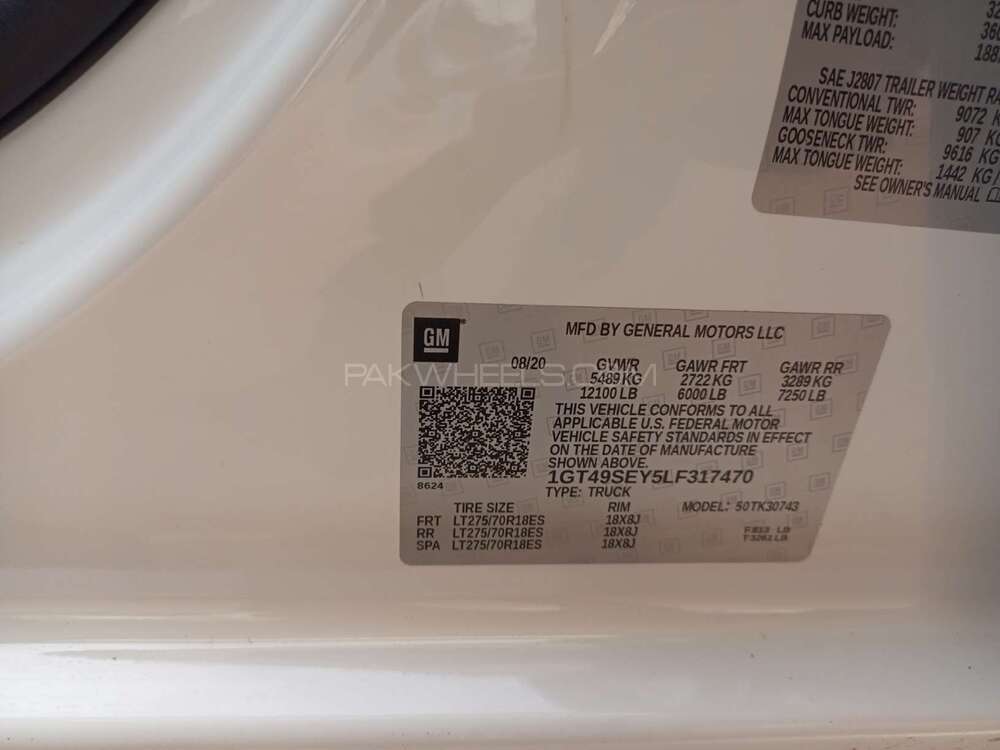 CURB WEIGHT:
MAX PAYLOAD:
SAE J2807 TRAILER WEIGHT
CONVENTIONAL TWR: 9072
MAX TONGUE WEIGHT: 907 KG
GOOSENECK TWR: 9616 KG
MAX TONGUE WEIGHT: 1442 KG/
SEE OWNER'S MANUAL
GM
MFD BY GENERAL MOTORS LLC
08/20 GVWR GAWR FRT GAWR RR
5489 KG 2722 KG 3289 KG
12100 LB 6000 LB 7250 LB
PAKWHEELS.COM
THIS VEHICLE CONFORMS TO ALL
APPLICABLE U.S. FEDERAL MOTOR
VEHICLE SAFETY STANDARDS IN EFFECT
ON THE DATE OF MANUFACTURE
SHOWN ABOVE.
8624
1GT49SEY5LF317470
TYPE: TRUCK
TIRE SIZE RIM MODEL: 50TK30743
FRT LT275/70R18ES 18X8J
RR LT275/70R18ES 18X8J
SPA LT275/70R18ES 18X8J